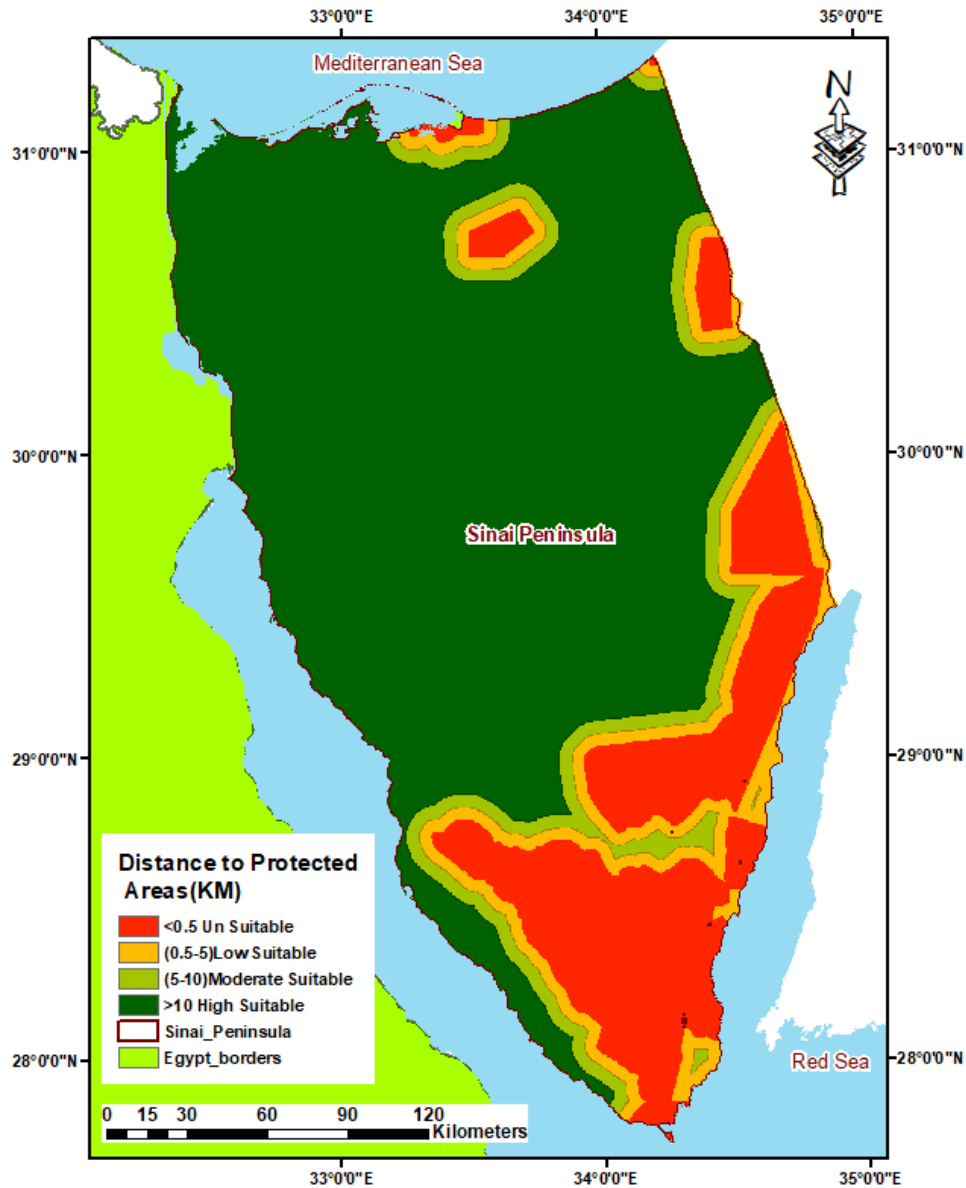 33°0'0"N 34°0'0"N 35°0'0"N
Mediterranean Sea
N
31°0'0"N 31°0'0"N
30°0'0"N 30°0'0"N
Sinai Peninsula
29°0'0"N 29°0'0"N
Distance to Protected
Areas(KM)
<0.5 Un Suitable
(0.5-5)Low Suitable
(5-10)Moderate Suitable
>10 High Suitable
Sinai_Peninsula
Egypt_borders
28°0'0"N 28°0'0"N
Red Sea
0 15 30 60 90 120
Kilometers
33°0'0"N 34°0'0"N 35°0'0"N